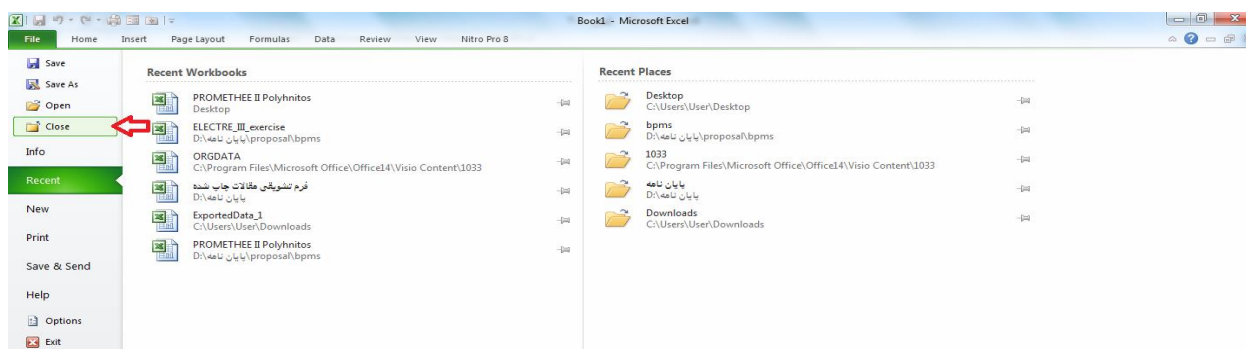 Book1 - Microsoft Excel
File Home Insert Page Layout Formulas Data Review View Nitro Pro 8
Save
Save As
Open
Close
Info
Recent
New
Print
Save & Send
Help
Options
Exit
Recent Workbooks
PROMETHEE II Polyhnitos
Desktop
ELECTRE_III_exercise
D:\پایان نامه\proposal\bpms
ORGDATA
C:\Program Files\Microsoft Office\Office14\Visio Content\1033
فرم تشویقی مقالات چاپ شده
D:\پایان نامه
ExportedData_1
C:\Users\User\Downloads
PROMETHEE II Polyhnitos
D:\پایان نامه\proposal\bpms
Recent Places
Desktop
C:\Users\User\Desktop
bpms
D:\پایان نامه\proposal\bpms
1033
C:\Program Files\Microsoft Office\Office14\Visio Content\1033
پایان نامه
D:\پایان نامه
Downloads
C:\Users\User\Downloads